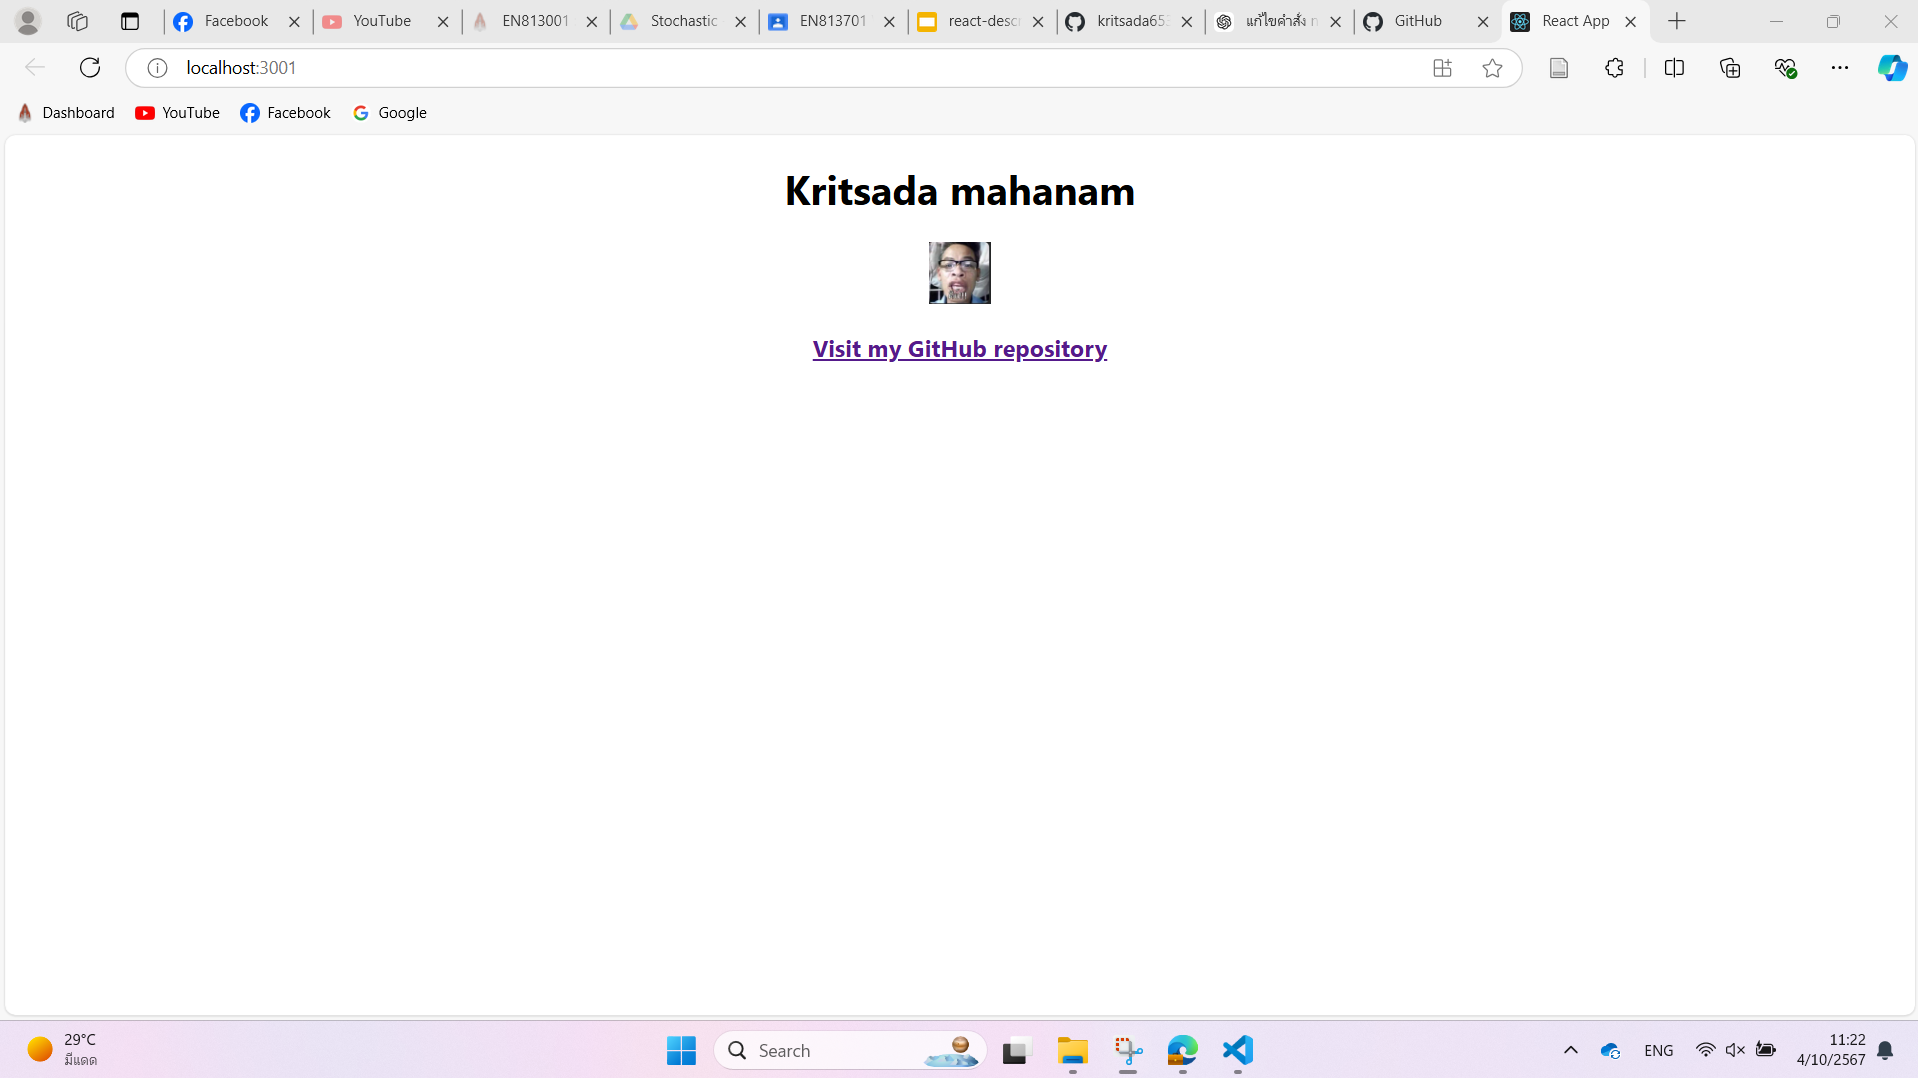 Facebook
YouTube
EN813001
Stochastic
EN813701
react-descr
kritsada653
แก้ไขคำสั่ง n
GitHub
React App
localhost:3001
Dashboard
YouTube
Facebook
Google
Kritsada mahanam
Visit my GitHub repository
29°C
มีแดด
Search
ENG
11:22
4/10/2567